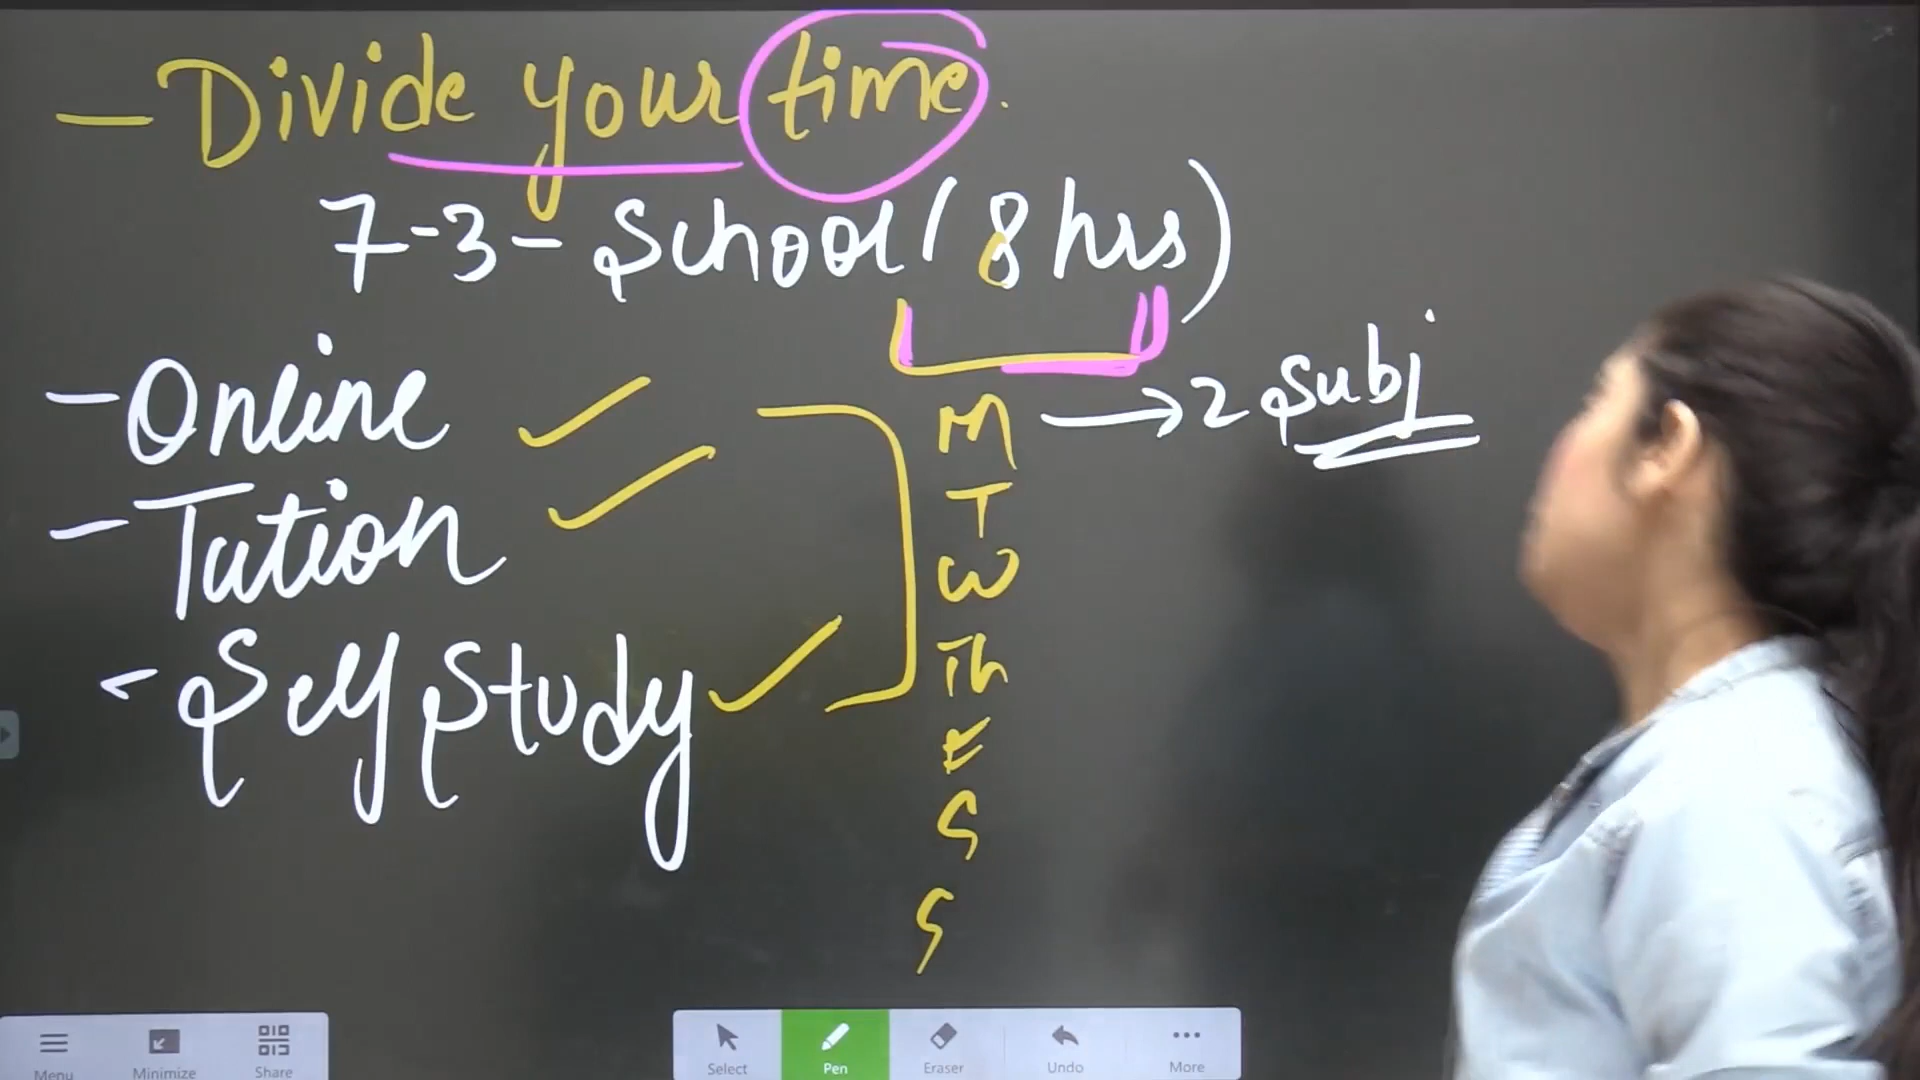 - Divide your time.
7-3- School (8 hrs)
- Online
- Tution
- Self Study
M → 2 Subj
T
W
Th
F
S
S
Menu
Minimize
Share
Select
Pen
Eraser
Undo
More